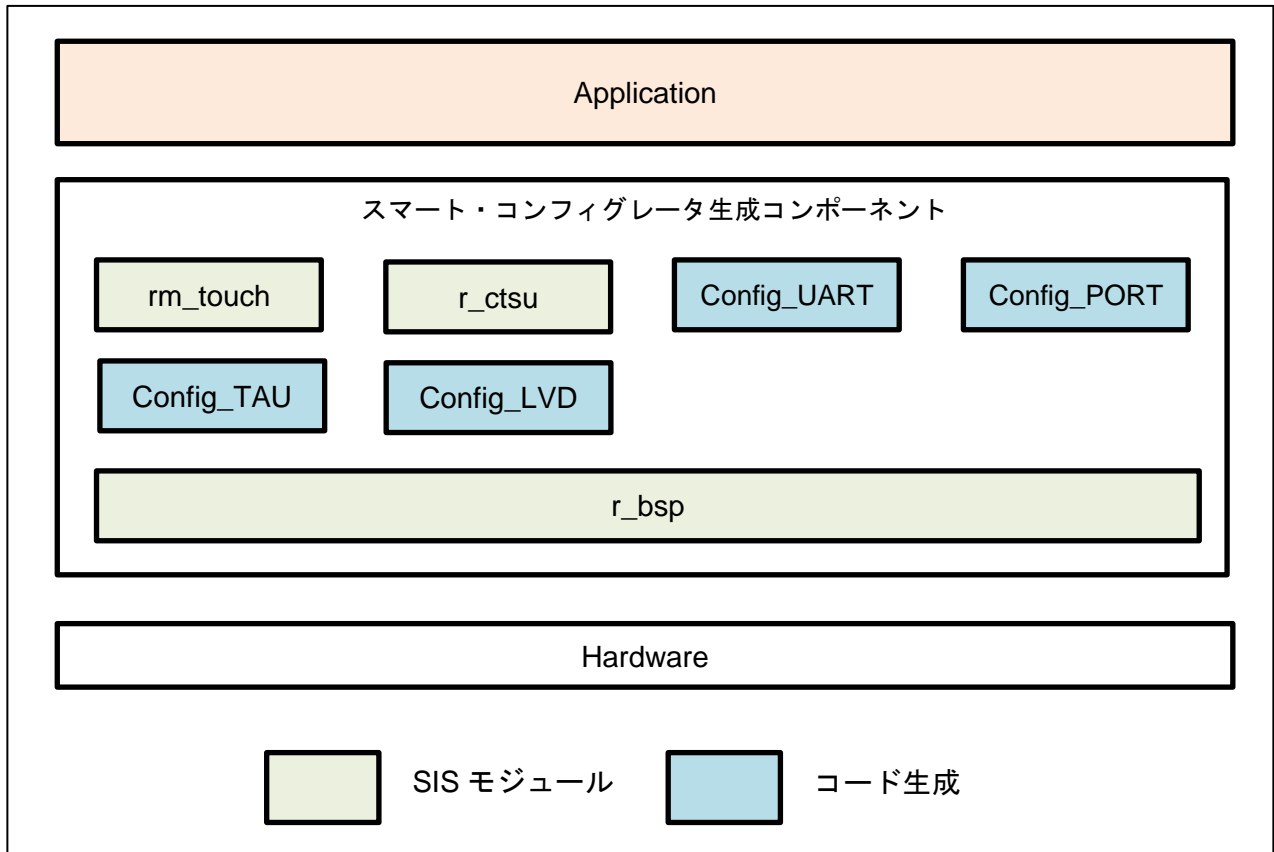 Application
スマート・コンフィグレータ生成コンポーネント
rm_touch
r_ctsu
Config_UART
Config_PORT
Config_TAU
Config_LVD
r_bsp
Hardware
SIS モジュール
コード生成